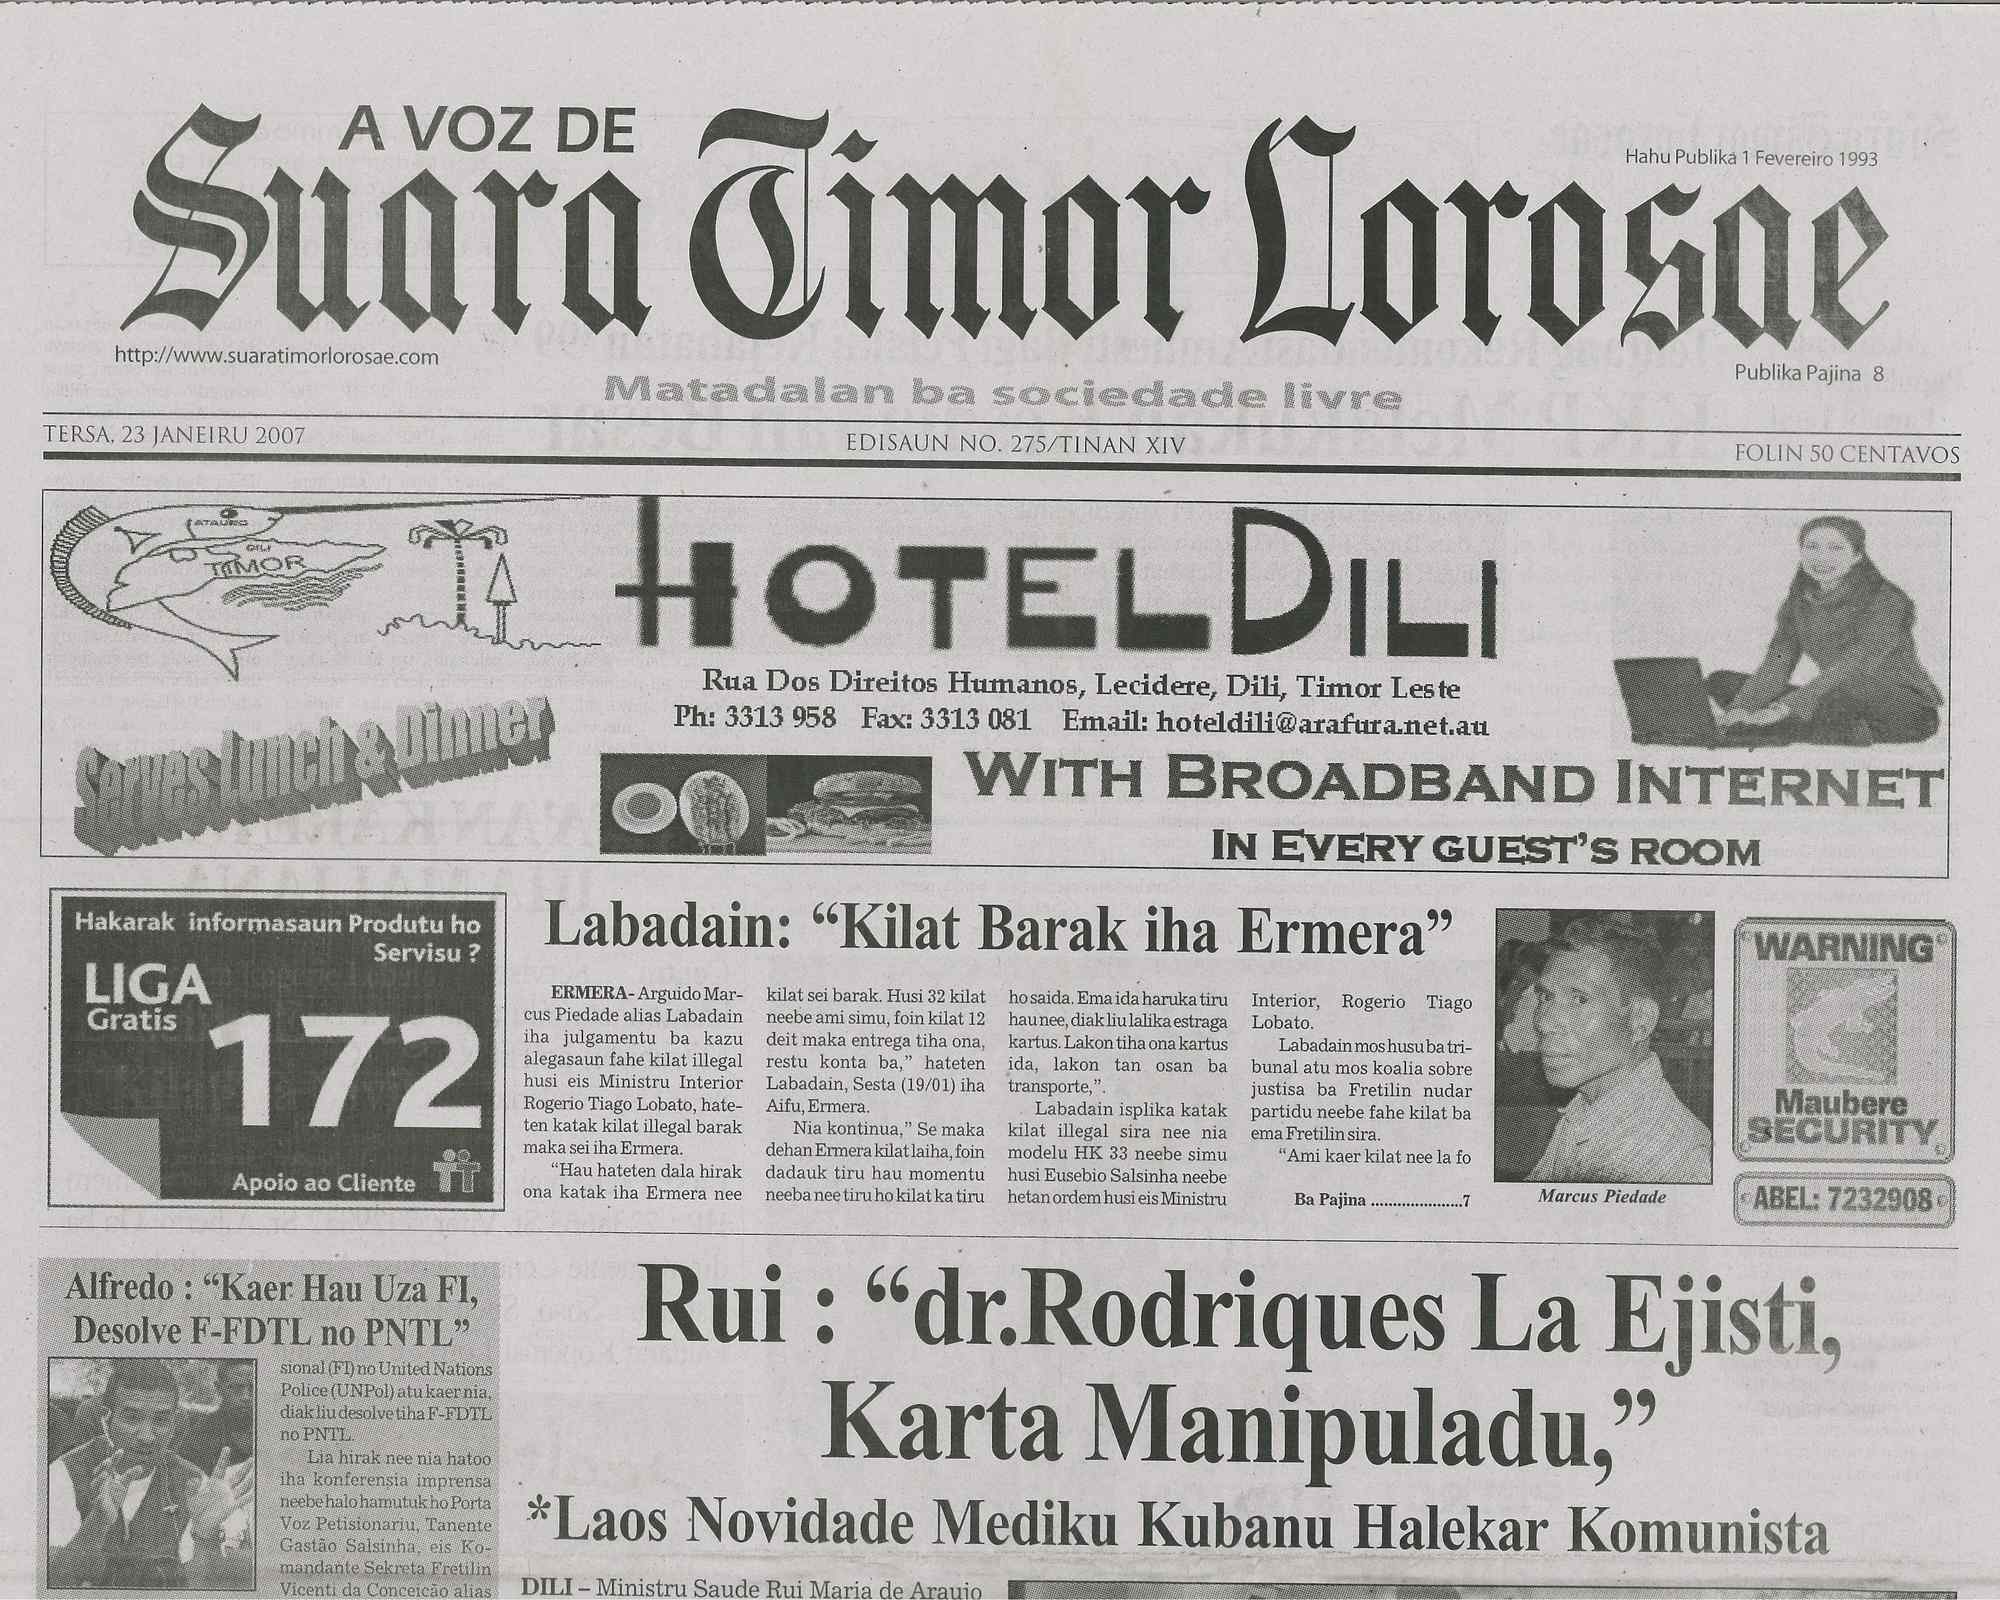 A VOZ DE
Suara Timor Lorosae
Hahu Publika 1 Fevereiro 1993
http://www.suaratimorlorosae.com
Publika Pajina 8
Matadalan ba sociedade livre
TERSA, 23 JANEIRU 2007
EDISAUN NO. 275/TINAN XIV
FOLIN 50 CENTAVOS
ATAURO
DILI
TIMOR
HOTEL DILI
Rua Dos Direitos Humanos, Lecidere, Dili, Timor Leste
Ph: 3313 958 Fax: 3313 081 Email: hoteldili@arafura.net.au
Serves Lunch & Dinner
WITH BROADBAND INTERNET
IN EVERY GUEST'S ROOM
Hakarak informasaun Produtu ho
Servisu ?
LIGA
Gratis
172
Apoio ao Cliente
Labadain: “Kilat Barak iha Ermera”
ERMERA- Arguido Mar-
cus Piedade alias Labadain
iha julgamentu ba kazu
alegasaun fahe kilat illegal
husi eis Ministru Interior
Rogerio Tiago Lobato, hate-
ten katak kilat illegal barak
maka sei iha Ermera.
“Hau hateten dala hirak
ona katak iha Ermera nee
kilat sei barak. Husi 32 kilat
neebe ami simu, foin kilat 12
deit maka entrega tiha ona,
restu konta ba,” hateten
Labadain, Sesta (19/01) iha
Aifu, Ermera.
Nia kontinua,” Se maka
dehan Ermera kilat laiha, foin
dadauk tiru hau momentu
neeba nee tiru ho kilat ka tiru
ho saida. Ema ida haruka tiru
hau nee, diak liu lalika estraga
kartus. Lakon tiha ona kartus
ida, lakon tan osan ba
transporte,”.
Labadain isplika katak
kilat illegal sira nee nia
modelu HK 33 neebe simu
husi Eusebio Salsinha neebe
hetan ordem husi eis Ministru
Interior, Rogerio Tiago
Lobato.
Labadain mos husu ba tri-
bunal atu mos koalia sobre
justisa ba Fretilin nudar
partidu neebe fahe kilat ba
ema Fretilin sira.
“Ami kaer kilat nee la fo
Ba Pajina .....................7
Marcus Piedade
WARNING
Maubere
SECURITY
ABEL: 7232908
Alfredo : “Kaer Hau Uza FI,
Desolve F-FDTL no PNTL”
sional (FI) no United Nations
Police (UNPol) atu kaer nia,
diak liu desolve tiha F-FDTL
no PNTL.
Lia hirak nee nia hatoo
iha konferensia imprensa
neebe halo hamutuk ho Porta
Voz Petisionariu, Tanente
Gastão Salsinha, eis Ko-
mandante Sekreta Fretilin
Vicenti da Conceicão alias
Rui : “dr.Rodriques La Ejisti,
Karta Manipuladu,”
*Laos Novidade Mediku Kubanu Halekar Komunista
DILI – Ministru Saude Rui Maria de Araujo